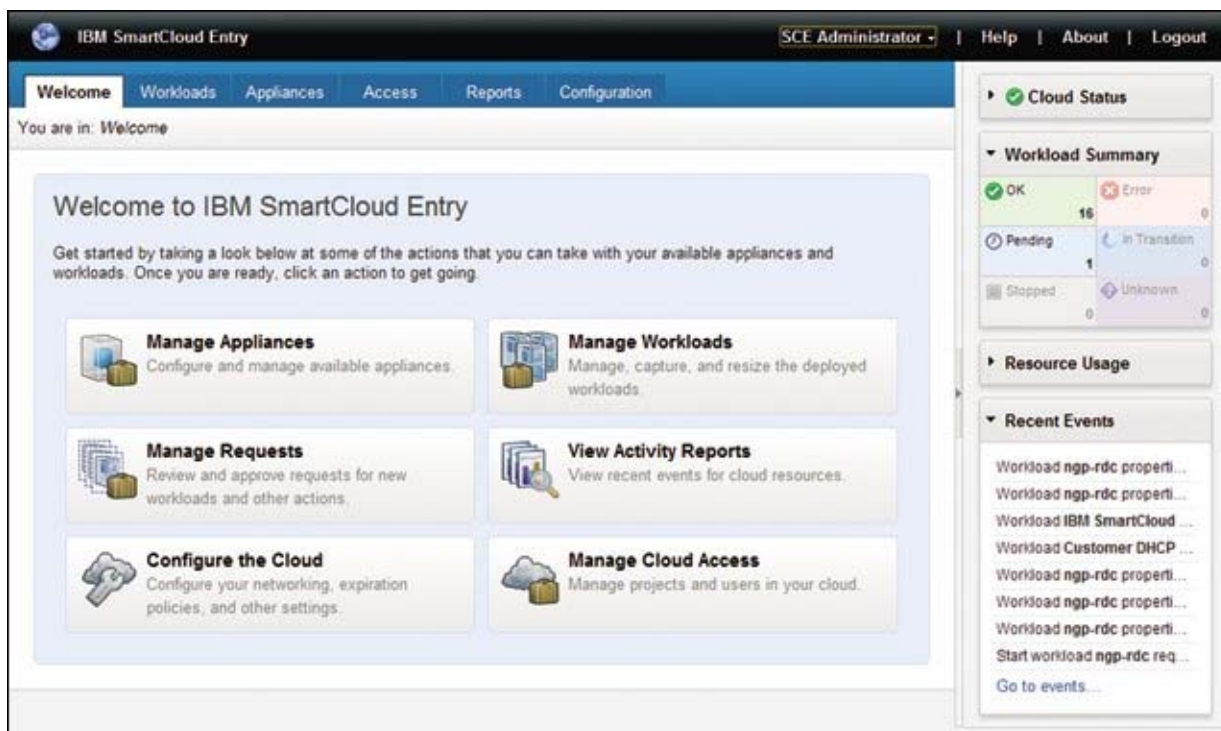 IBM SmartCloud Entry
SCE Administrator | Help | About | Logout
Welcome Workloads Appliances Access Reports Configuration
You are in: Welcome
Welcome to IBM SmartCloud Entry
Get started by taking a look below at some of the actions that you can take with your available appliances and
workloads. Once you are ready, click an action to get going.
Manage Appliances
Configure and manage available appliances.
Manage Workloads
Manage, capture, and resize the deployed
workloads.
Manage Requests
Review and approve requests for new
workloads and other actions.
View Activity Reports
View recent events for cloud resources.
Configure the Cloud
Configure your networking, expiration
policies, and other settings.
Manage Cloud Access
Manage projects and users in your cloud.
Cloud Status
Workload Summary
OK
16
Error
0
Pending
1
In Transition
0
Stopped
0
Unknown
0
Resource Usage
Recent Events
Workload ngp-rdc properti...
Workload ngp-rdc properti...
Workload IBM SmartCloud ...
Workload Customer DHCP ...
Workload ngp-rdc properti...
Workload ngp-rdc properti...
Workload ngp-rdc properti...
Start workload ngp-rdc req...
Go to events...